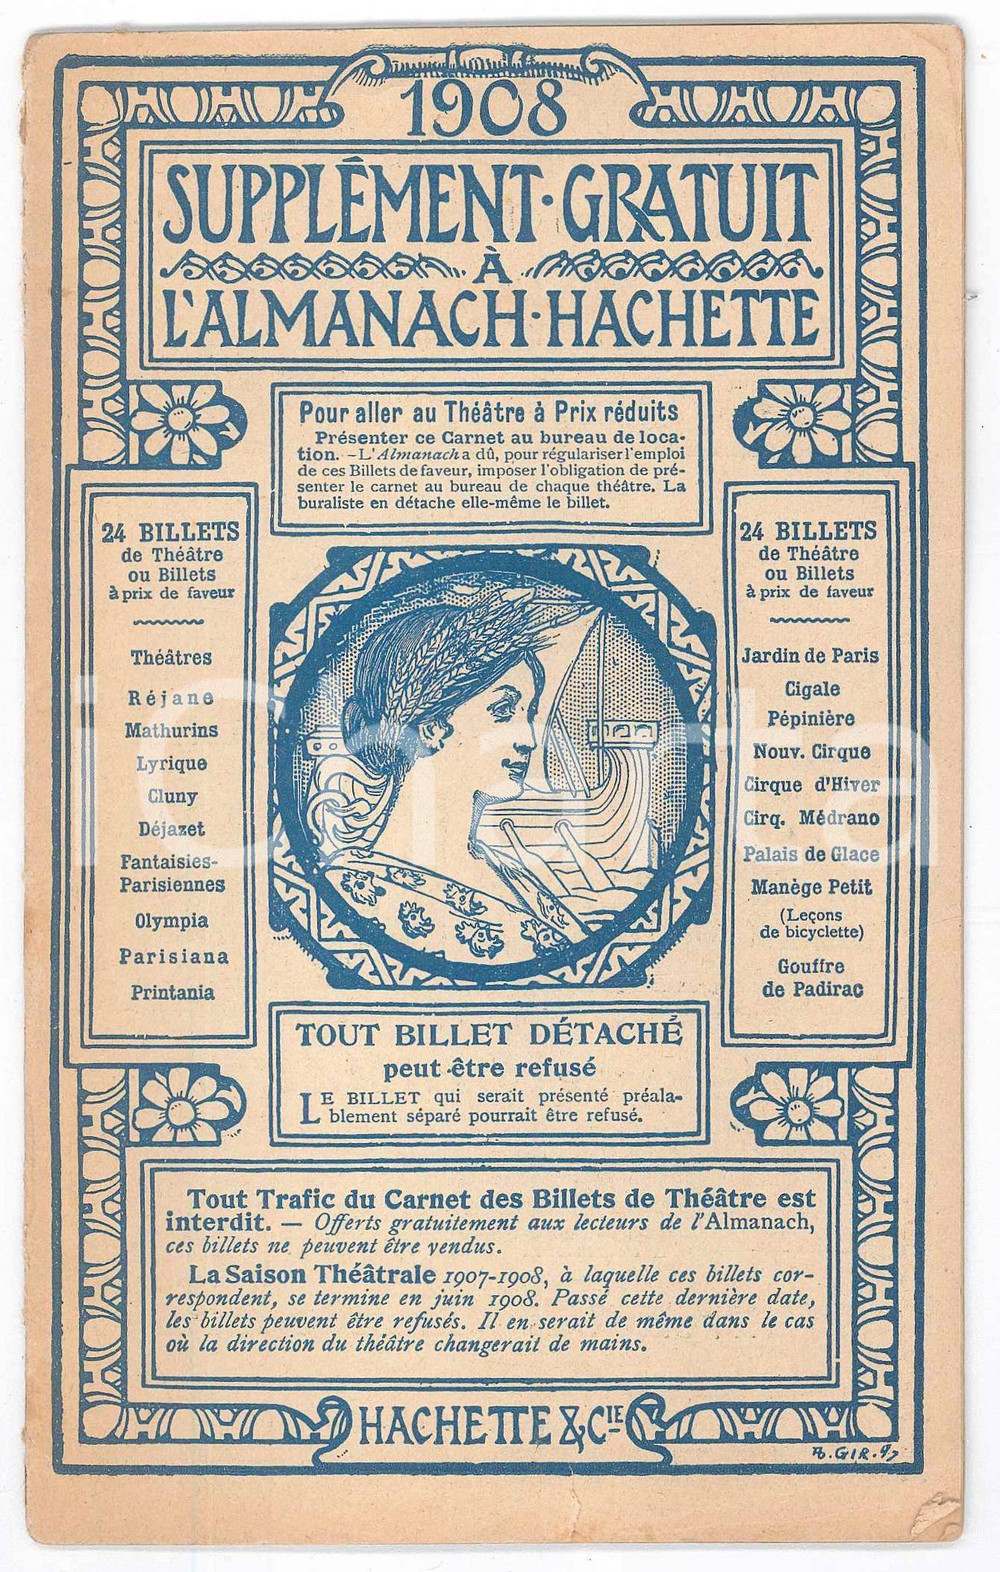 1908
SUPPLÉMENT·GRATUIT
À
L'ALMANACH·HACHETTE
Pour aller au Théâtre à Prix réduits
Présenter ce Carnet au bureau de loca-
tion. - L'Almanach a dû, pour régulariser l'emploi
de ces Billets de faveur, imposer l'obligation de pré-
senter le carnet au bureau de chaque théâtre. La
buraliste en détache elle-même le billet.
24 BILLETS
de Théâtre
ou Billets
à prix de faveur
Théâtres
Réjane
Mathurins
Lyrique
Cluny
Déjazet
Fantaisies-
Parisiennes
Olympia
Parisiana
Printania
24 BILLETS
de Théâtre
ou Billets
à prix de faveur
Jardin de Paris
Cigale
Pépinière
Nouv. Cirque
Cirque d'Hiver
Cirq. Médrano
Palais de Glace
Manège Petit
(Leçons
de bicyclette)
Gouffre
de Padirac
TOUT BILLET DÉTACHÉ
peut être refusé
LE BILLET qui serait présenté préala-
blement séparé pourrait être refusé.
Tout Trafic du Carnet des Billets de Théâtre est
interdit. — Offerts gratuitement aux lecteurs de l'Almanach,
ces billets ne peuvent être vendus.
La Saison Théâtrale 1907-1908, à laquelle ces billets cor-
respondent, se termine en juin 1908. Passé cette dernière date,
les billets peuvent être refusés. Il en serait de même dans le cas
où la direction du théâtre changerait de mains.
HACHETTE & CIE